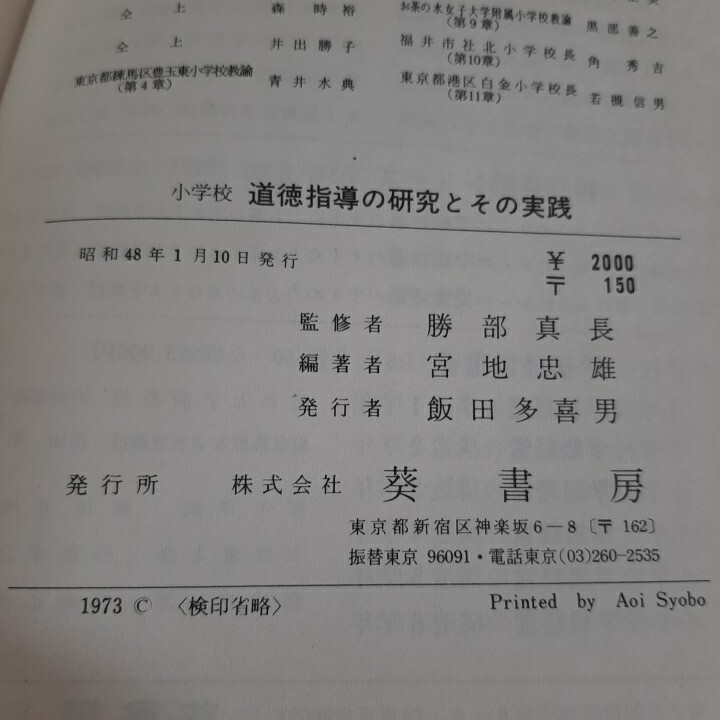 仝上 森時裕
お茶の水女子大学附属小学校教諭 黒部善之
(第9章)
仝上 井出勝子
福井市社北小学校長 角秀吉
(第10章)
東京都練馬区豊玉東小学校教諭 青井水典
(第4章)
東京都港区白金小学校長 若槻信男
(第11章)
小学校 道徳指導の研究とその実践
昭和48年1月10日発行
¥ 2000
〒 150
監修者 勝部真長
編著者 宮地忠雄
発行者 飯田多喜男
発行所 株式会社 葵書房
東京都新宿区神楽坂6-8〔〒162〕
振替東京 96091・電話東京(03)260-2535
1973 © 〈検印省略〉 Printed by Aoi Syobo